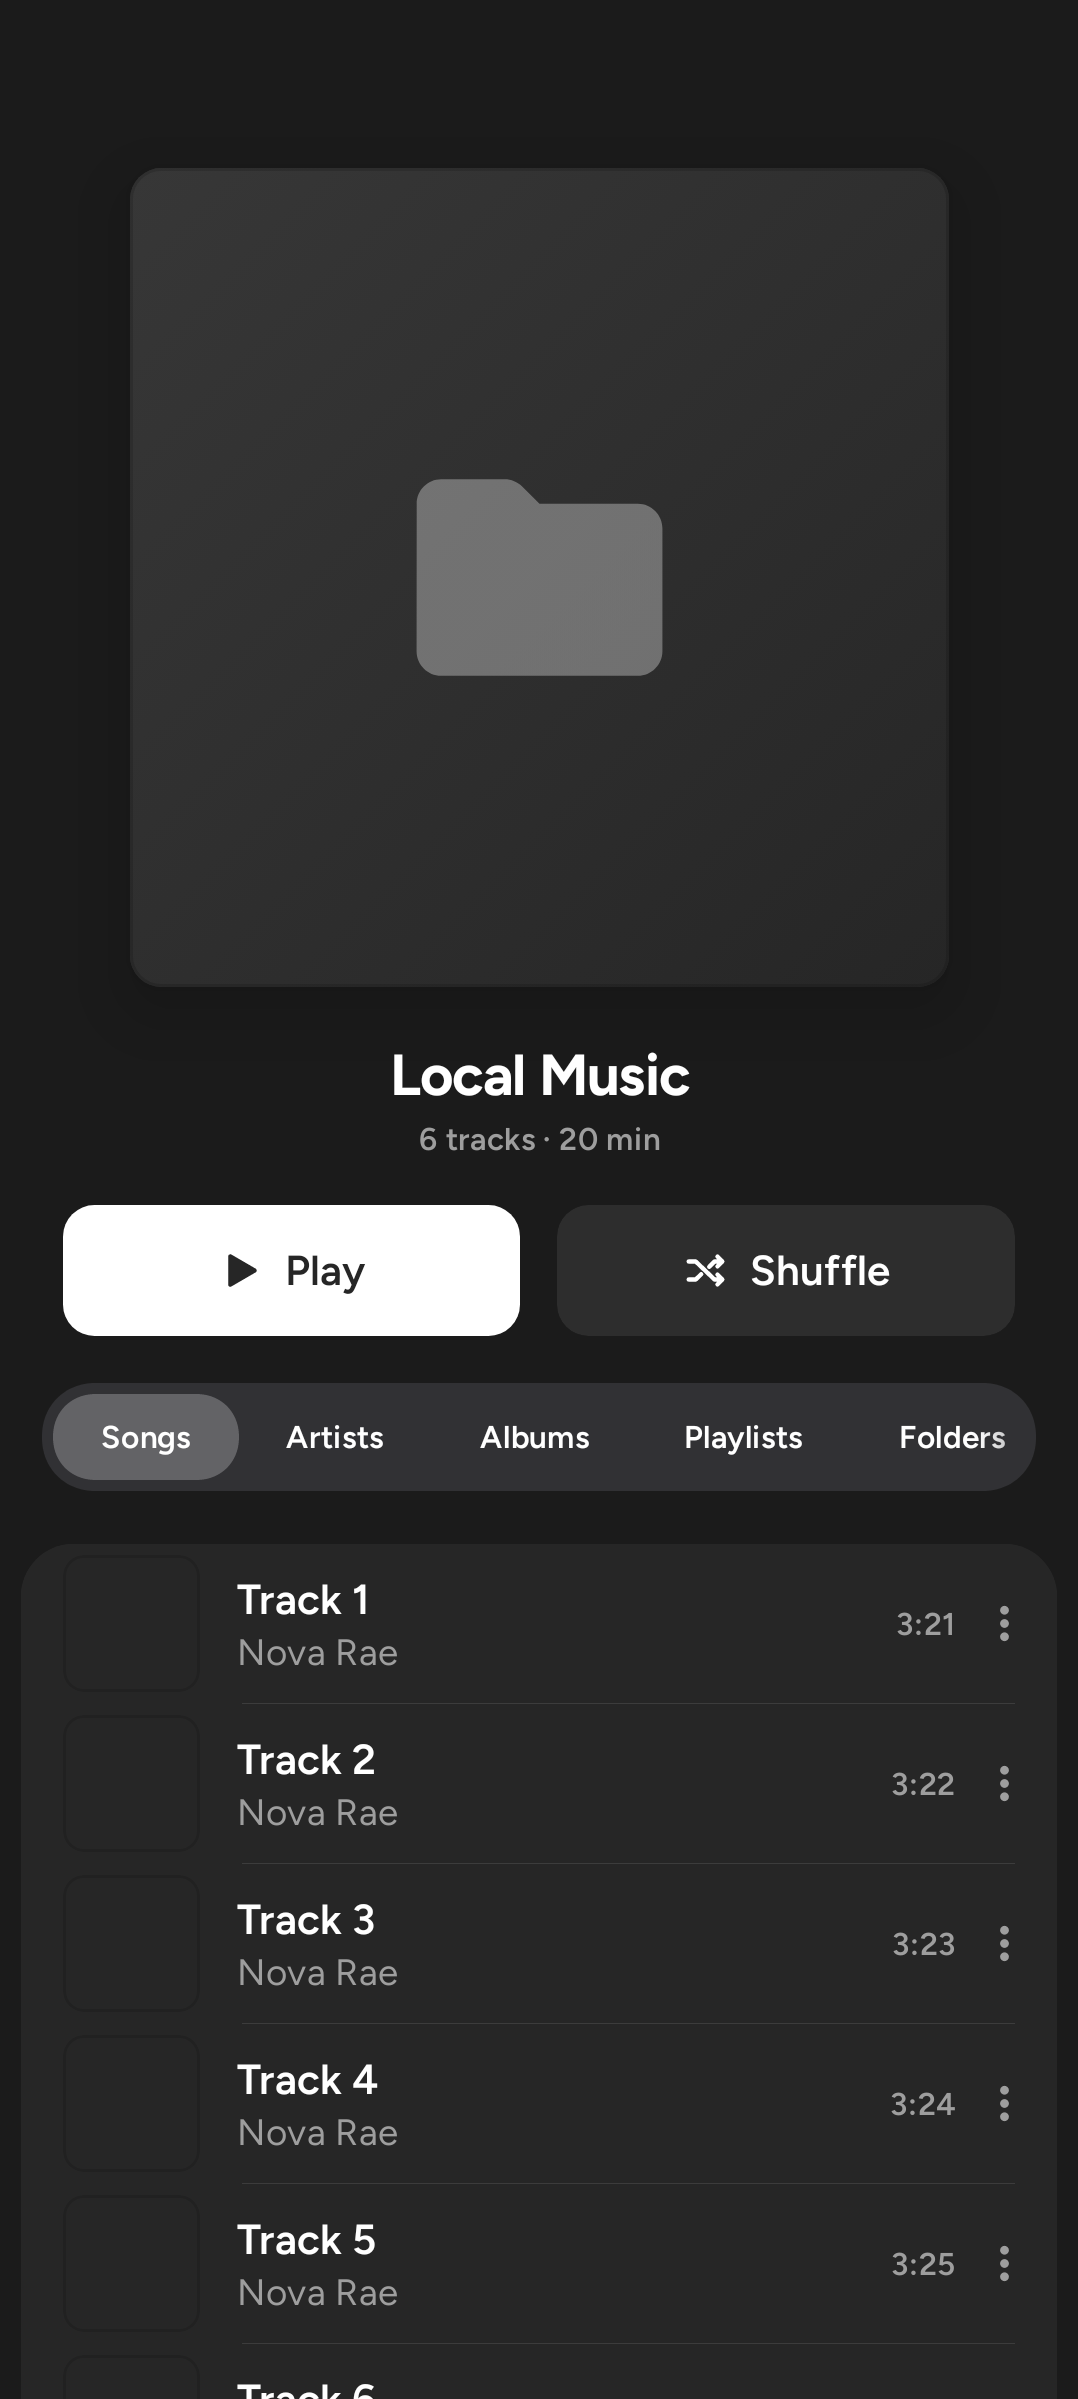 Local Music
6 tracks · 20 min
Play
Shuffle
Songs Artists Albums Playlists Folders
Track 1
Nova Rae
3:21
Track 2
Nova Rae
3:22
Track 3
Nova Rae
3:23
Track 4
Nova Rae
3:24
Track 5
Nova Rae
3:25
Track 6